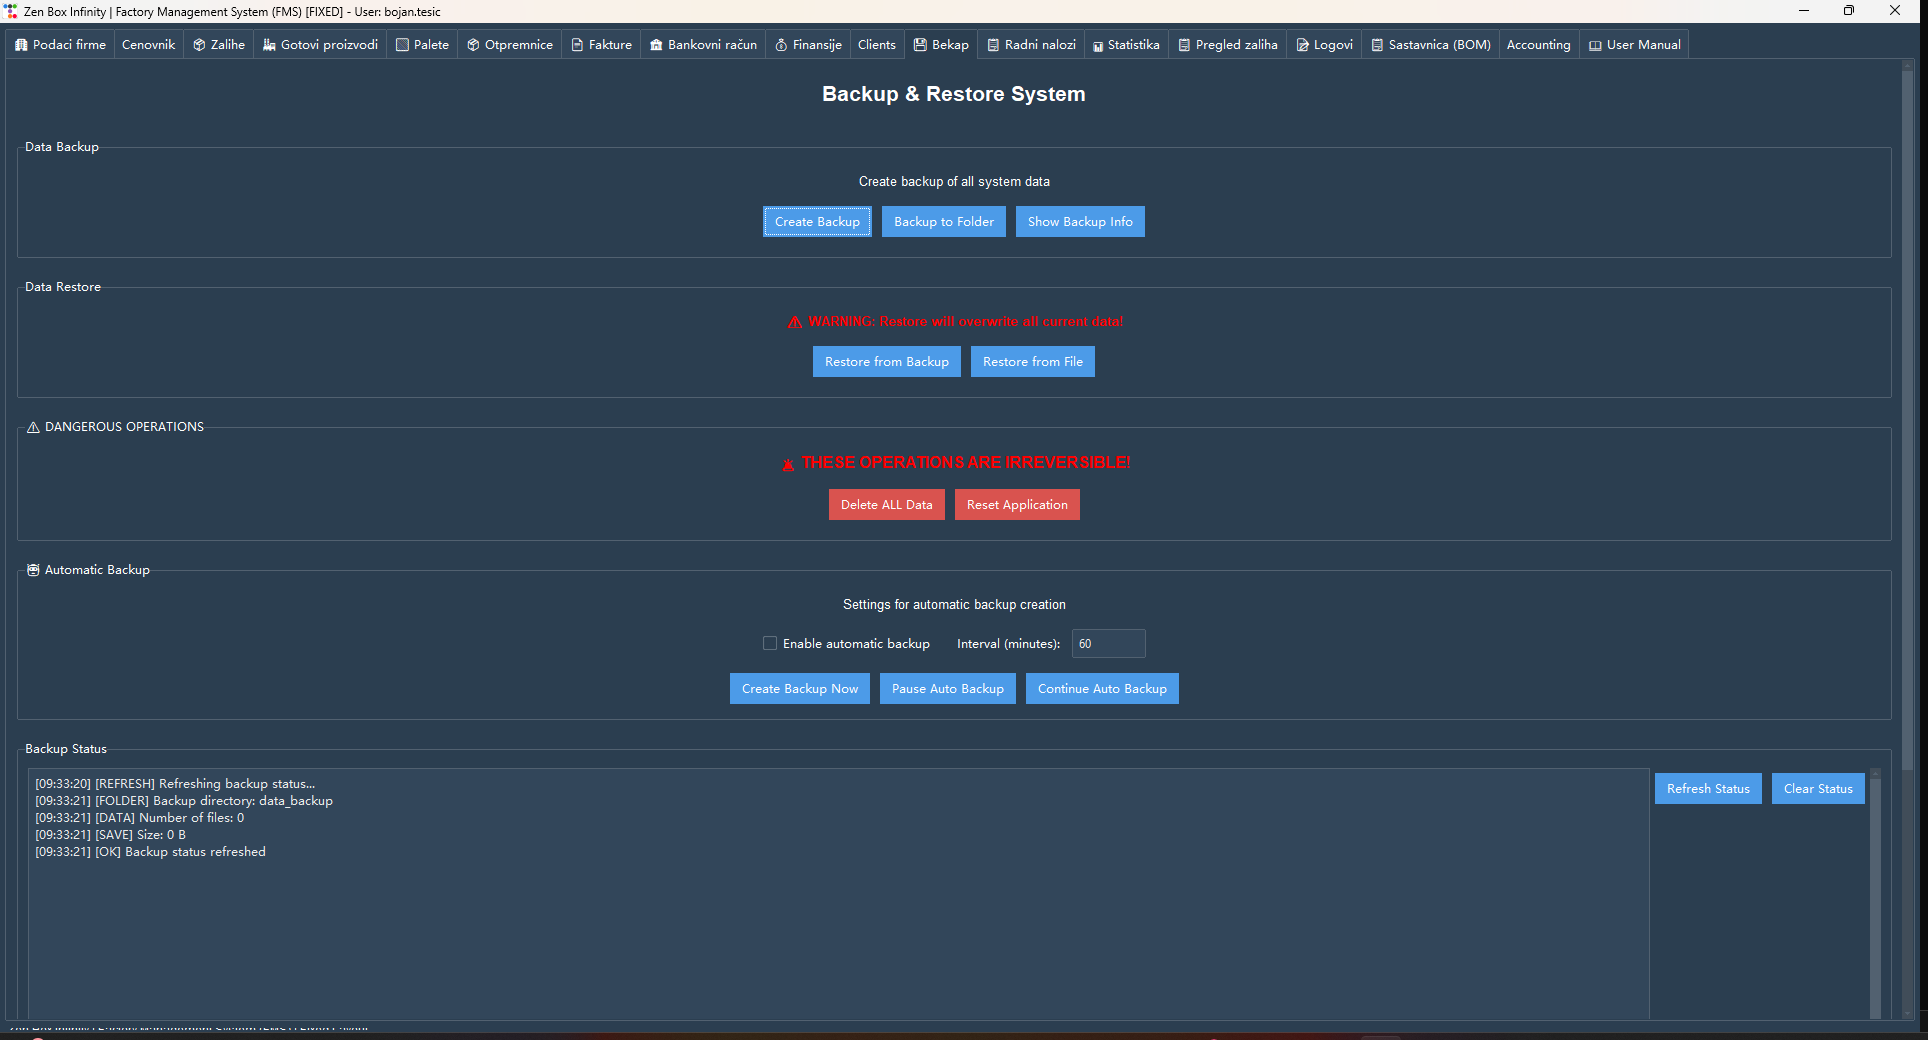 Zen Box Infinity | Factory Management System (FMS) [FIXED] - User: bojan.tesic
Podaci firme Cenovnik Zalihe Gotovi proizvodi Palete Otpremnice Fakture Bankovni račun Finansije Clients Bekap Radni nalozi Statistika Pregled zaliha Logovi Sastavnica (BOM) Accounting User Manual
Backup & Restore System
Data Backup
Create backup of all system data
Create Backup Backup to Folder Show Backup Info
Data Restore
WARNING: Restore will overwrite all current data!
Restore from Backup Restore from File
DANGEROUS OPERATIONS
THESE OPERATIONS ARE IRREVERSIBLE!
Delete ALL Data Reset Application
Automatic Backup
Settings for automatic backup creation
Enable automatic backup Interval (minutes): 60
Create Backup Now Pause Auto Backup Continue Auto Backup
Backup Status
[09:33:20] [REFRESH] Refreshing backup status...
[09:33:21] [FOLDER] Backup directory: data_backup
[09:33:21] [DATA] Number of files: 0
[09:33:21] [SAVE] Size: 0 B
[09:33:21] [OK] Backup status refreshed
Refresh Status Clear Status